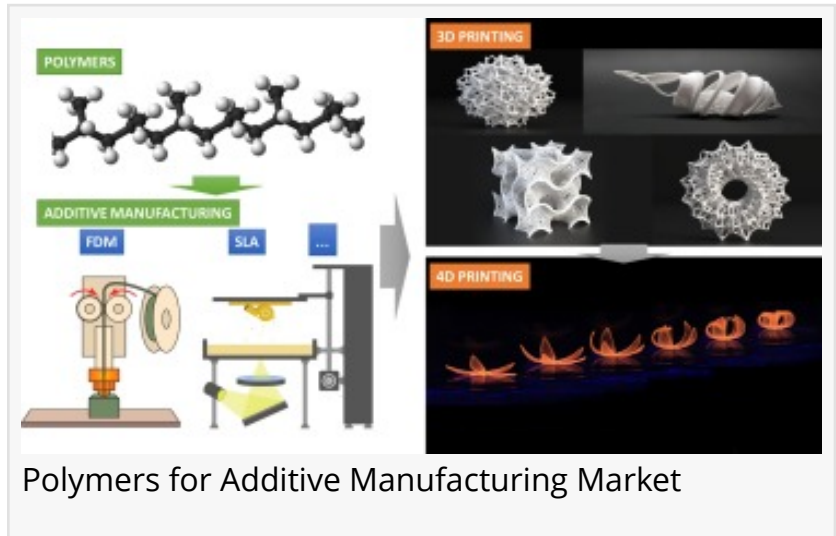 POLYMERS
ADDITIVE MANUFACTURING
FDM
SLA
...
3D PRINTING
4D PRINTING
Polymers for Additive Manufacturing Market